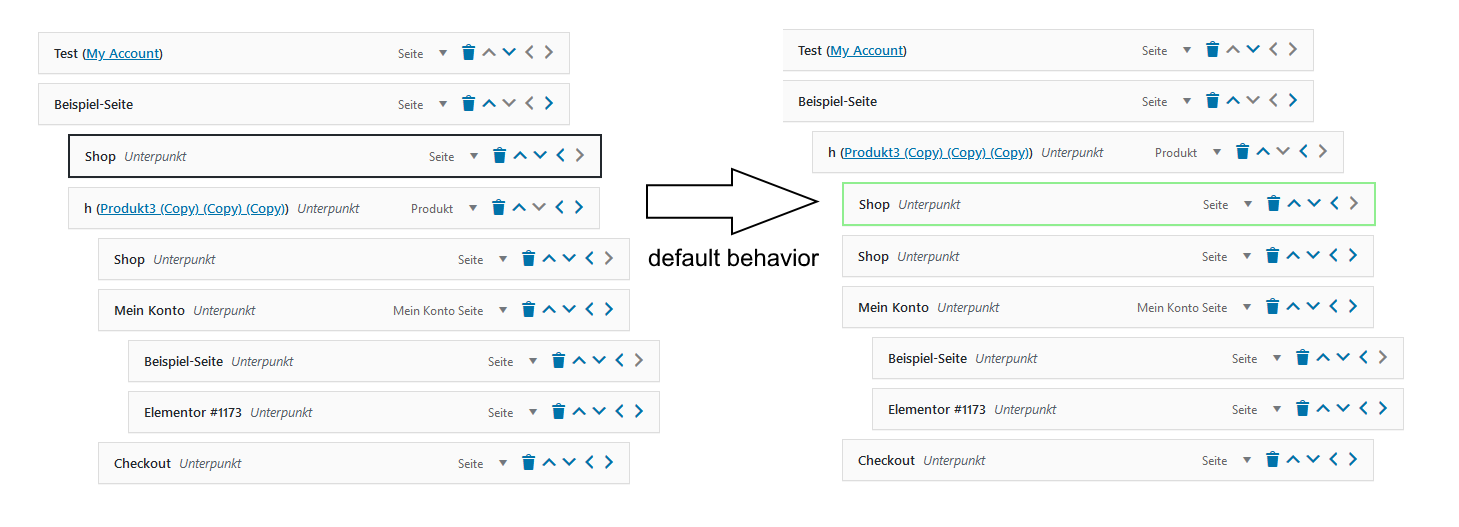 Test (My Account) Seite
Beispiel-Seite Seite
Shop Unterpunkt Seite
h (Produkt3 (Copy) (Copy) (Copy)) Unterpunkt Produkt
Shop Unterpunkt Seite
Mein Konto Unterpunkt Mein Konto Seite
Beispiel-Seite Unterpunkt Seite
Elementor #1173 Unterpunkt Seite
Checkout Unterpunkt Seite
default behavior
Test (My Account) Seite
Beispiel-Seite Seite
h (Produkt3 (Copy) (Copy) (Copy)) Unterpunkt Produkt
Shop Unterpunkt Seite
Shop Unterpunkt Seite
Mein Konto Unterpunkt Mein Konto Seite
Beispiel-Seite Unterpunkt Seite
Elementor #1173 Unterpunkt Seite
Checkout Unterpunkt Seite